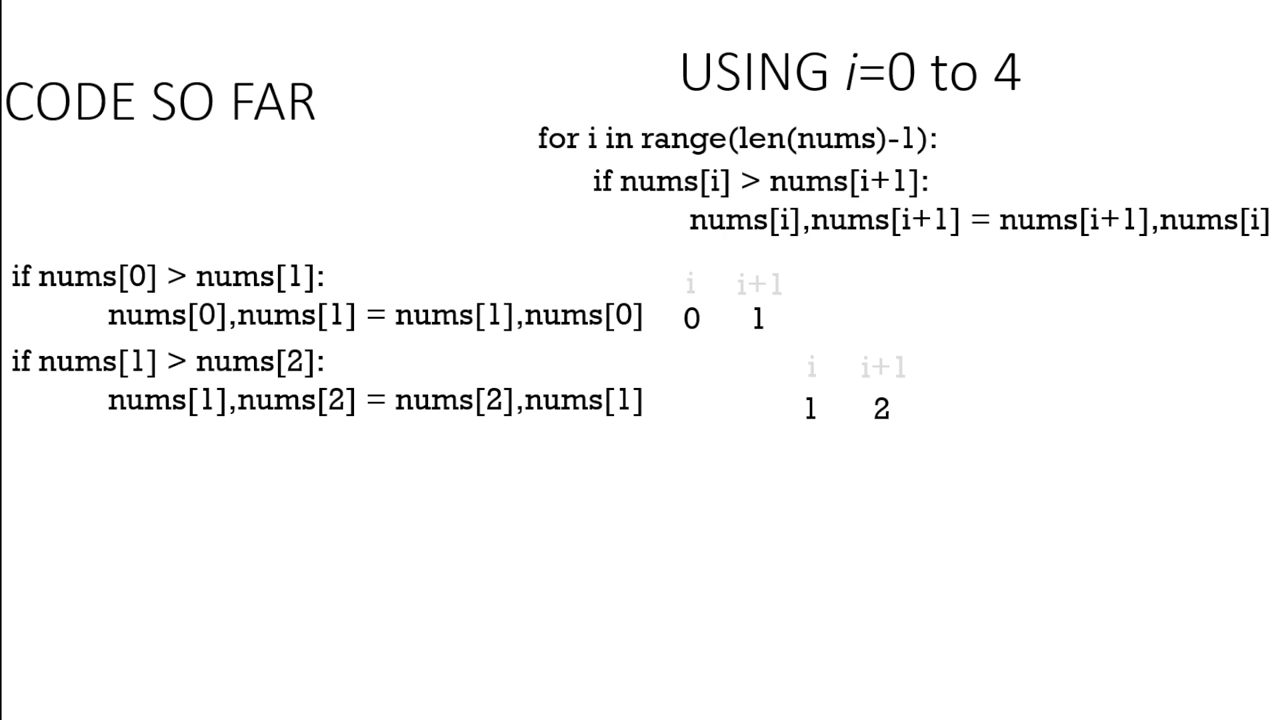 CODE SO FAR
USING i=0 to 4
for i in range(len(nums)-1):
if nums[i] > nums[i+1]:
nums[i],nums[i+1] = nums[i+1],nums[i]
if nums[0] > nums[1]:
nums[0],nums[1] = nums[1],nums[0]
if nums[1] > nums[2]:
nums[1],nums[2] = nums[2],nums[1]
i i+1
0 1
i i+1
1 2